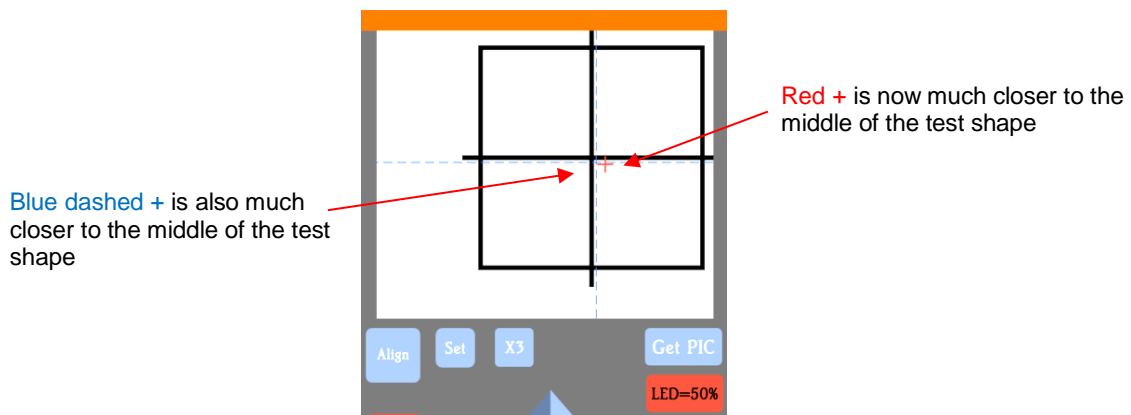 Red + is now much closer to the
middle of the test shape
Blue dashed + is also much
closer to the middle of the test
shape
Align
Set
X3
Get PIC
LED=50%